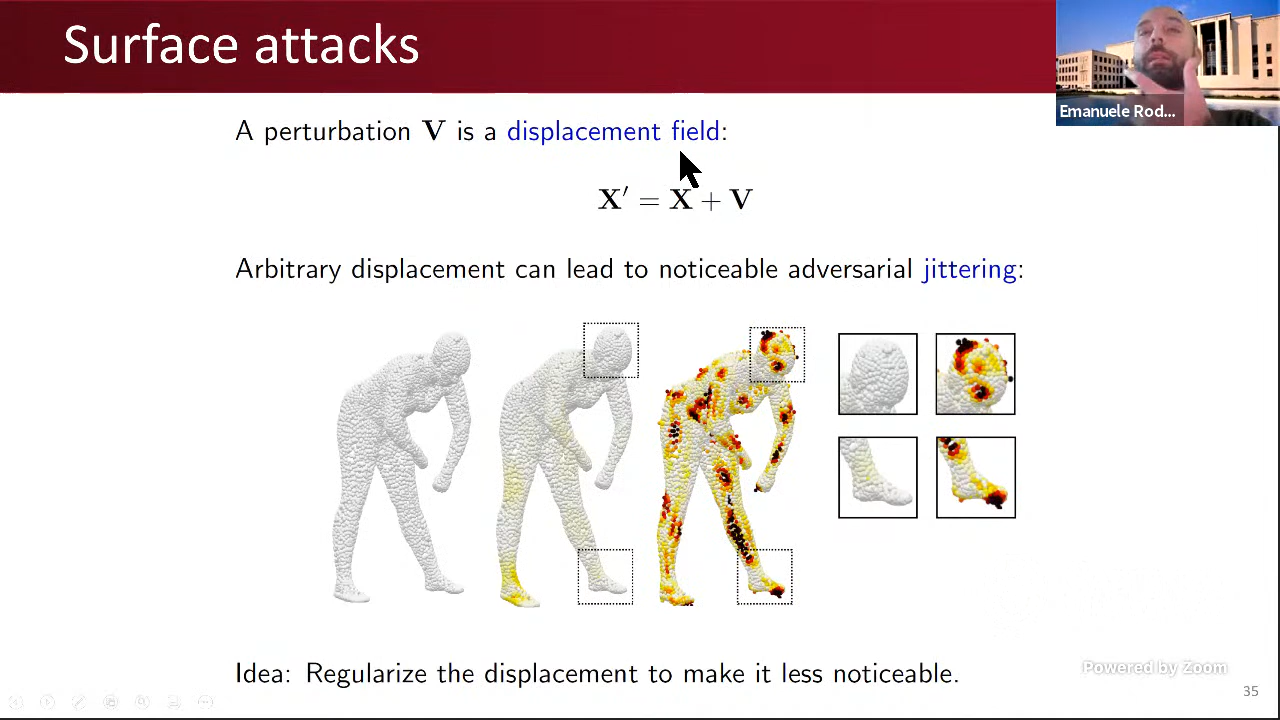 Surface attacks
Emanuele Rod...
A perturbation V is a displacement field:
X′ = X + V
Arbitrary displacement can lead to noticeable adversarial jittering:
Idea: Regularize the displacement to make it less noticeable.
Powered by Zoom
35